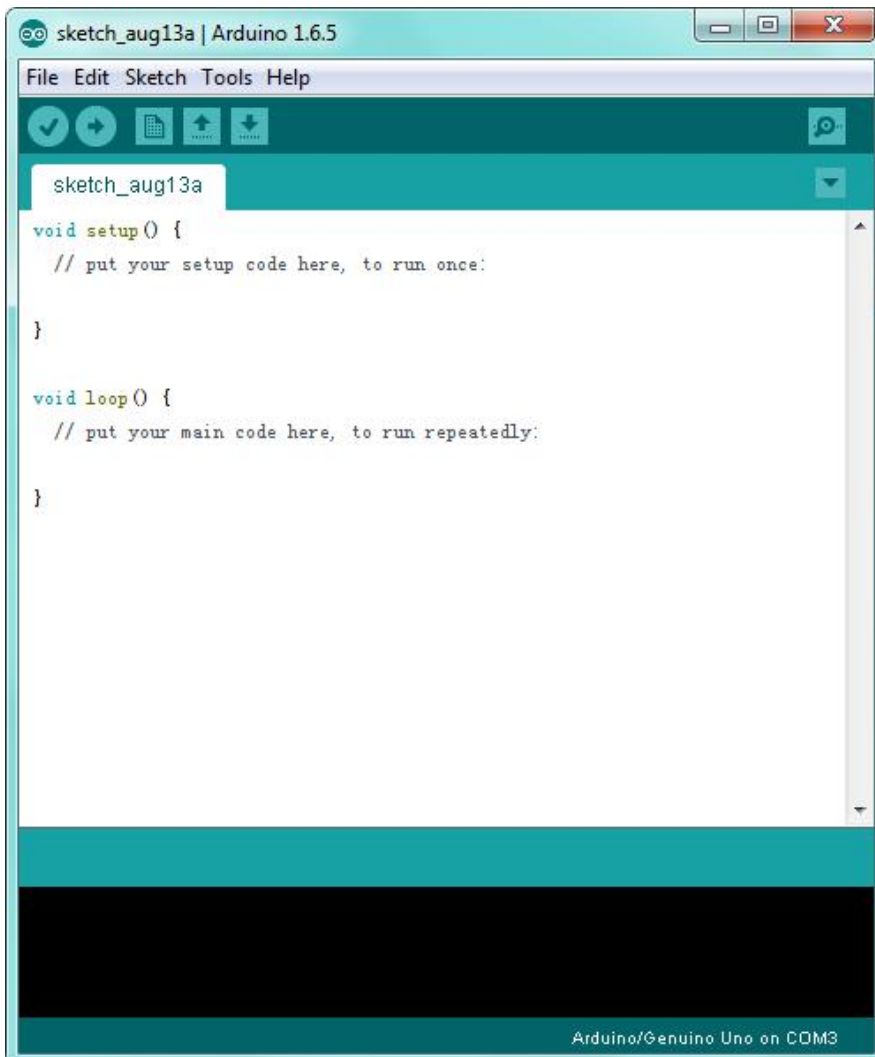 sketch_aug13a | Arduino 1.6.5
File Edit Sketch Tools Help
sketch_aug13a
void setup() {
// put your setup code here, to run once:
}
void loop() {
// put your main code here, to run repeatedly:
}
Arduino/Genuino Uno on COM3